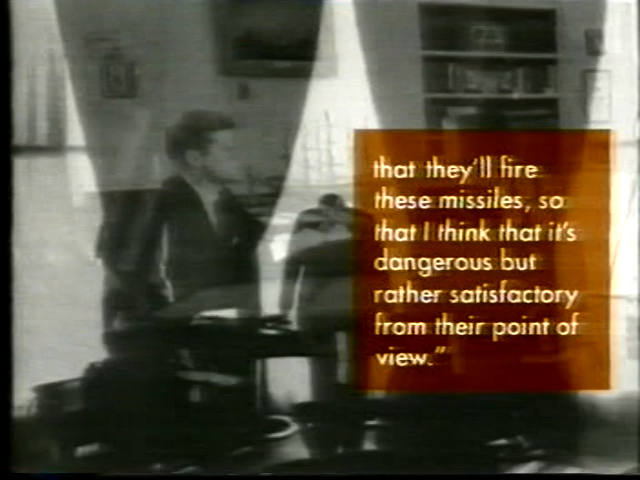 that they'll fire
these missiles, so
that I think that it's
dangerous but
rather satisfactory
from their point of
view."